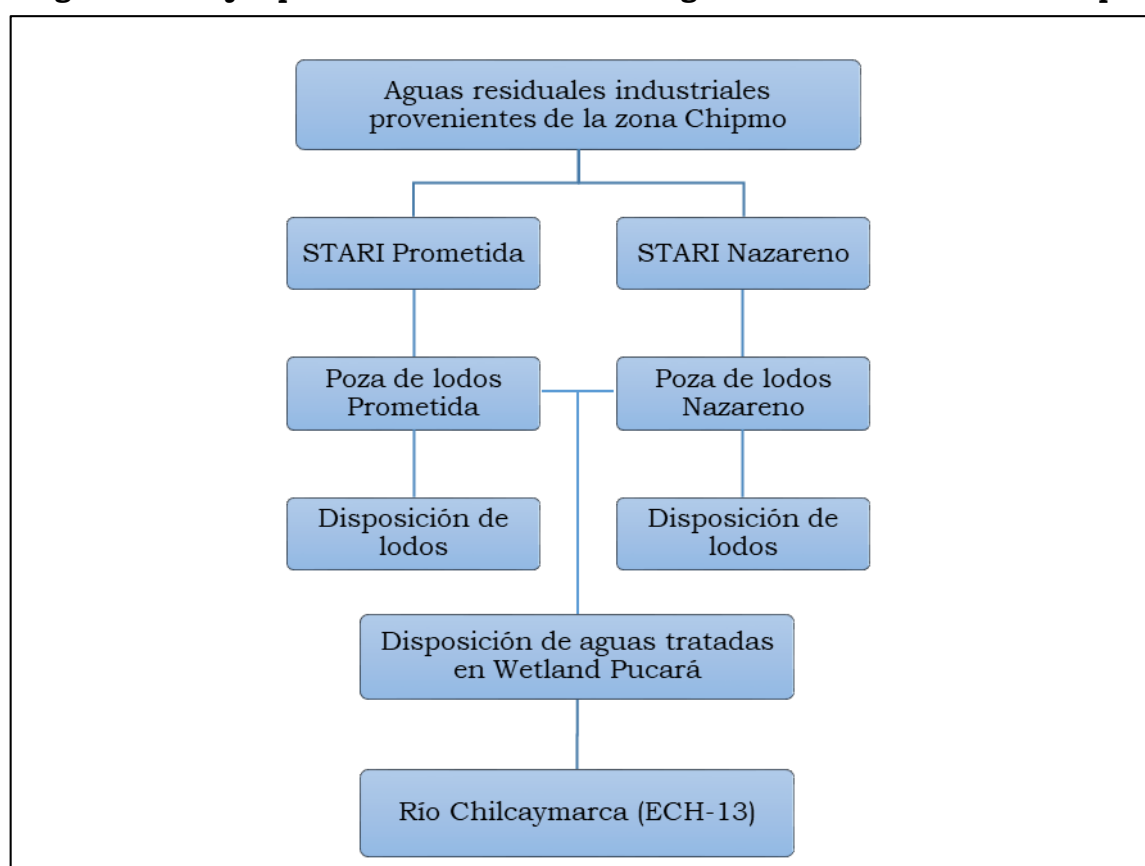 Aguas residuales industriales
provenientes de la zona Chipmo
STARI Prometida
STARI Nazareno
Poza de lodos
Prometida
Poza de lodos
Nazareno
Disposición de
lodos
Disposición de
lodos
Disposición de aguas tratadas
en Wetland Pucará
Río Chilcaymarca (ECH-13)